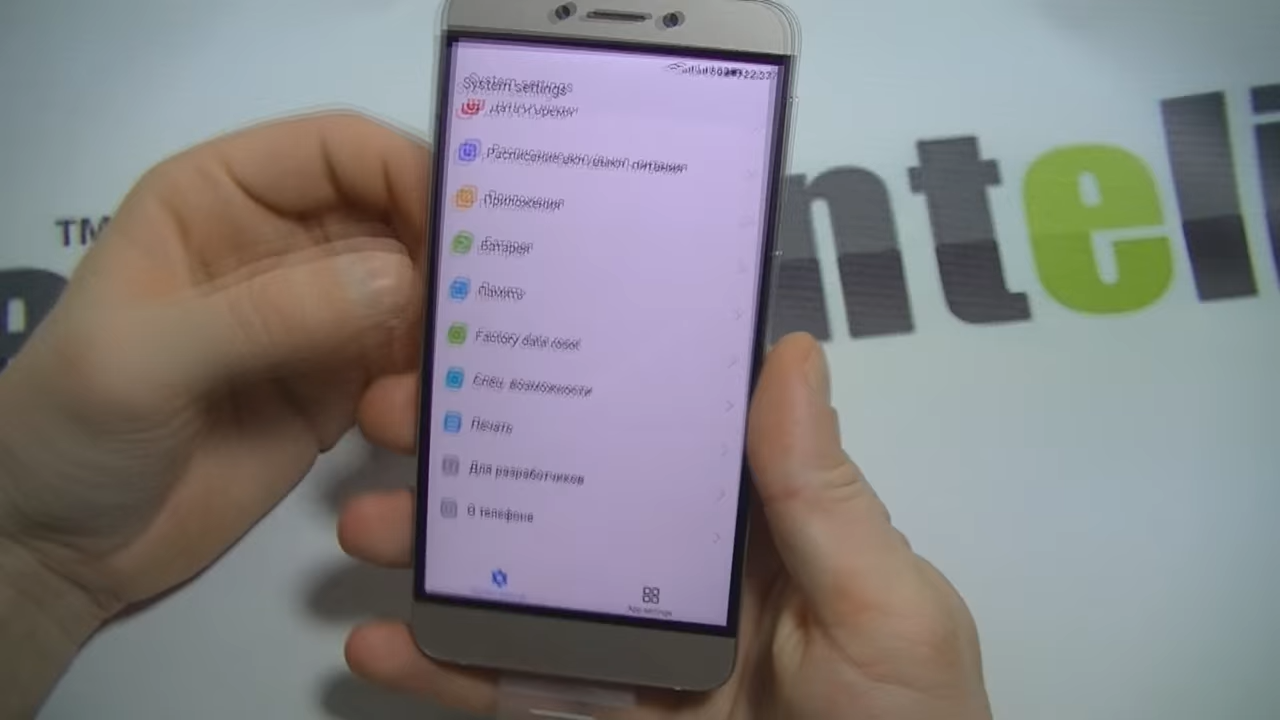 System settings
Дата и время
Расписание вкл./выкл. питания
Приложения
Батарея
Память
Factory data reset
Спец. возможности
Печать
Для разработчиков
О телефоне
App settings
TM
ntel